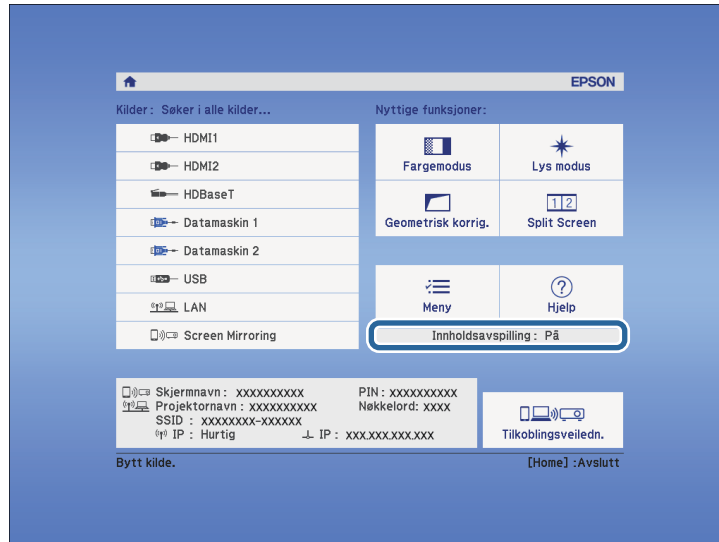 EPSON
Kilder : Søker i alle kilder...
HDMI1
HDMI2
HDBaseT
Datamaskin 1
Datamaskin 2
USB
LAN
Screen Mirroring
Nyttige funksjoner:
Fargemodus
Lys modus
Geometrisk korrig.
1 2
Split Screen
Meny
? Hjelp
Innholdsavspilling : På
Skjermnavn : xxxxxxxxxx PIN : xxxxxxxxxx
Projektornavn : xxxxxxxxxx Nøkkelord: xxxx
SSID : xxxxxxxx-xxxxxx
IP : Hurtig IP : xxx.xxx.xxx.xxx
Tilkoblingsveiledn.
Bytt kilde. [Home] :Avslutt